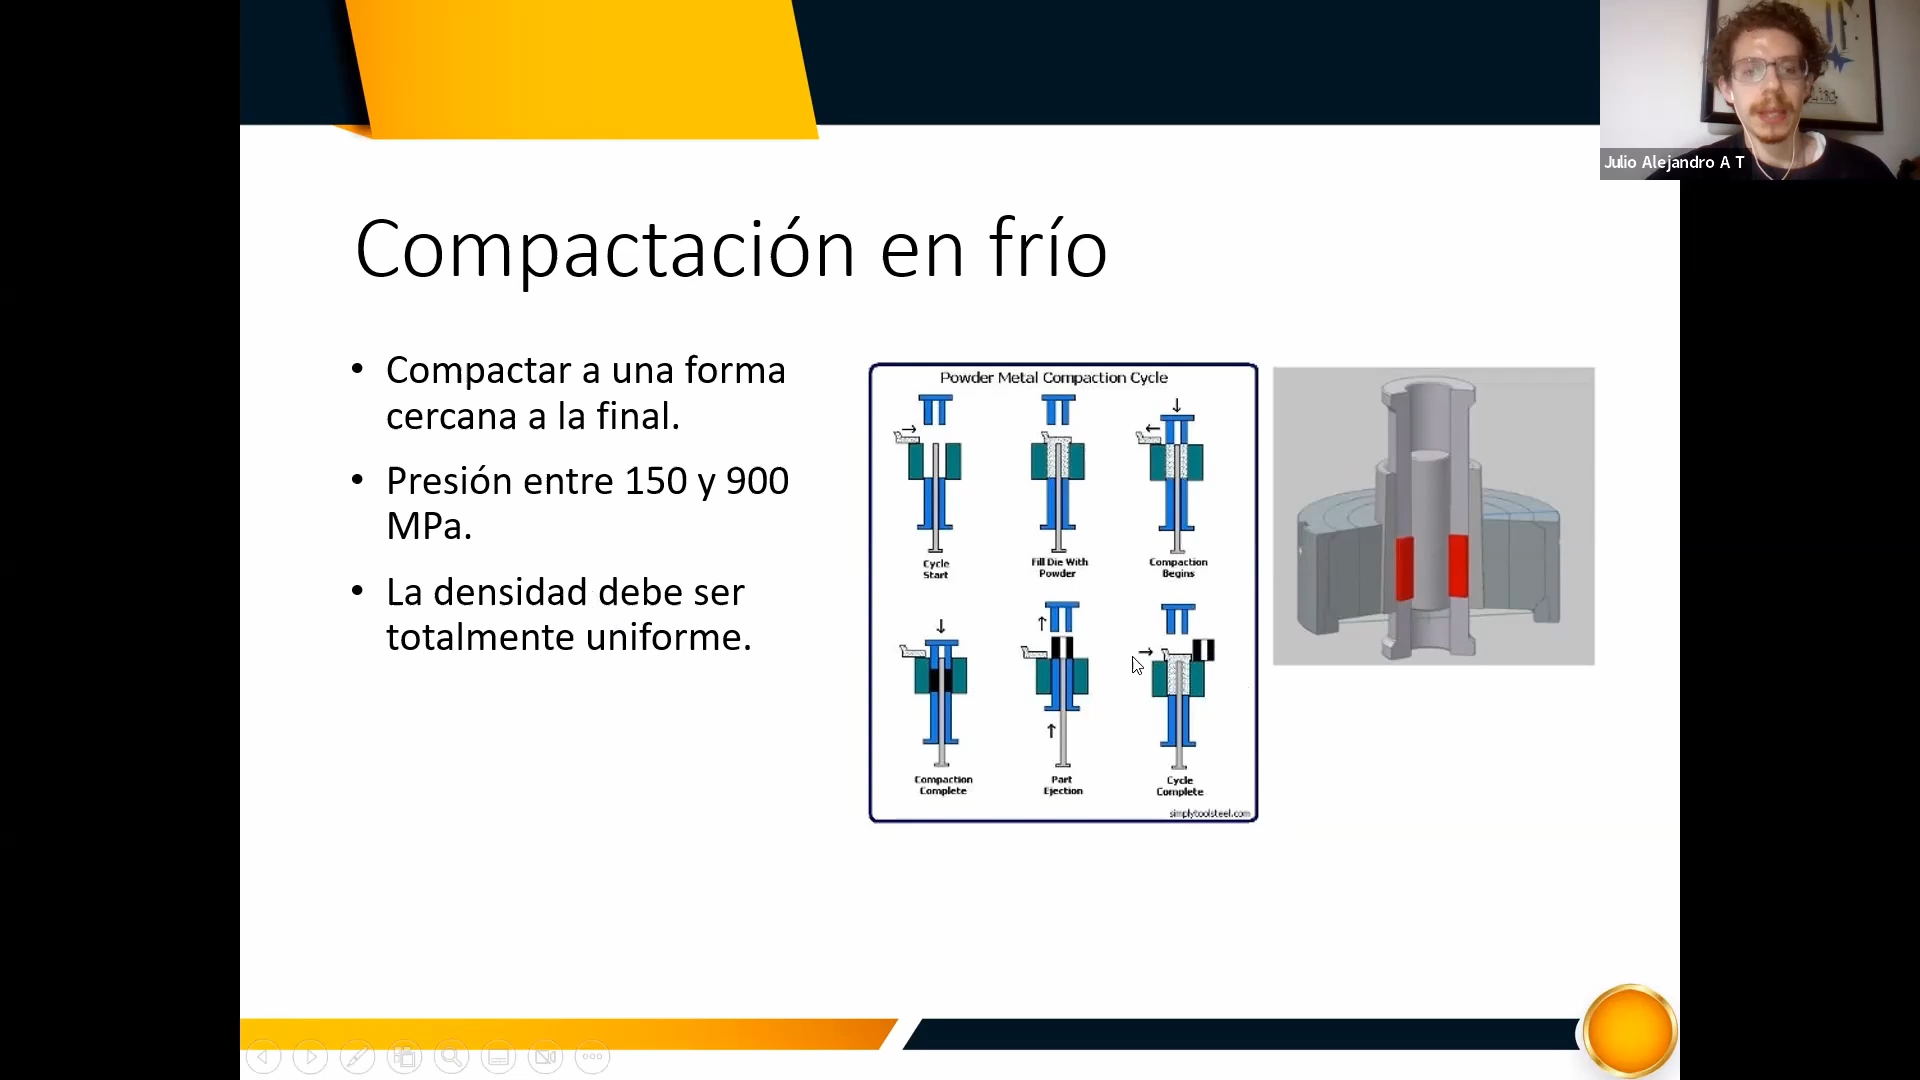 Julio Alejandro A T
Compactación en frío
• Compactar a una forma
cercana a la final.
• Presión entre 150 y 900
MPa.
• La densidad debe ser
totalmente uniforme.
Powder Metal Compaction Cycle
Cycle
Start
Fill Die With
Powder
Compaction
Begins
Compaction
Complete
Part
Ejection
Cycle
Complete
simplytoolsteel.com